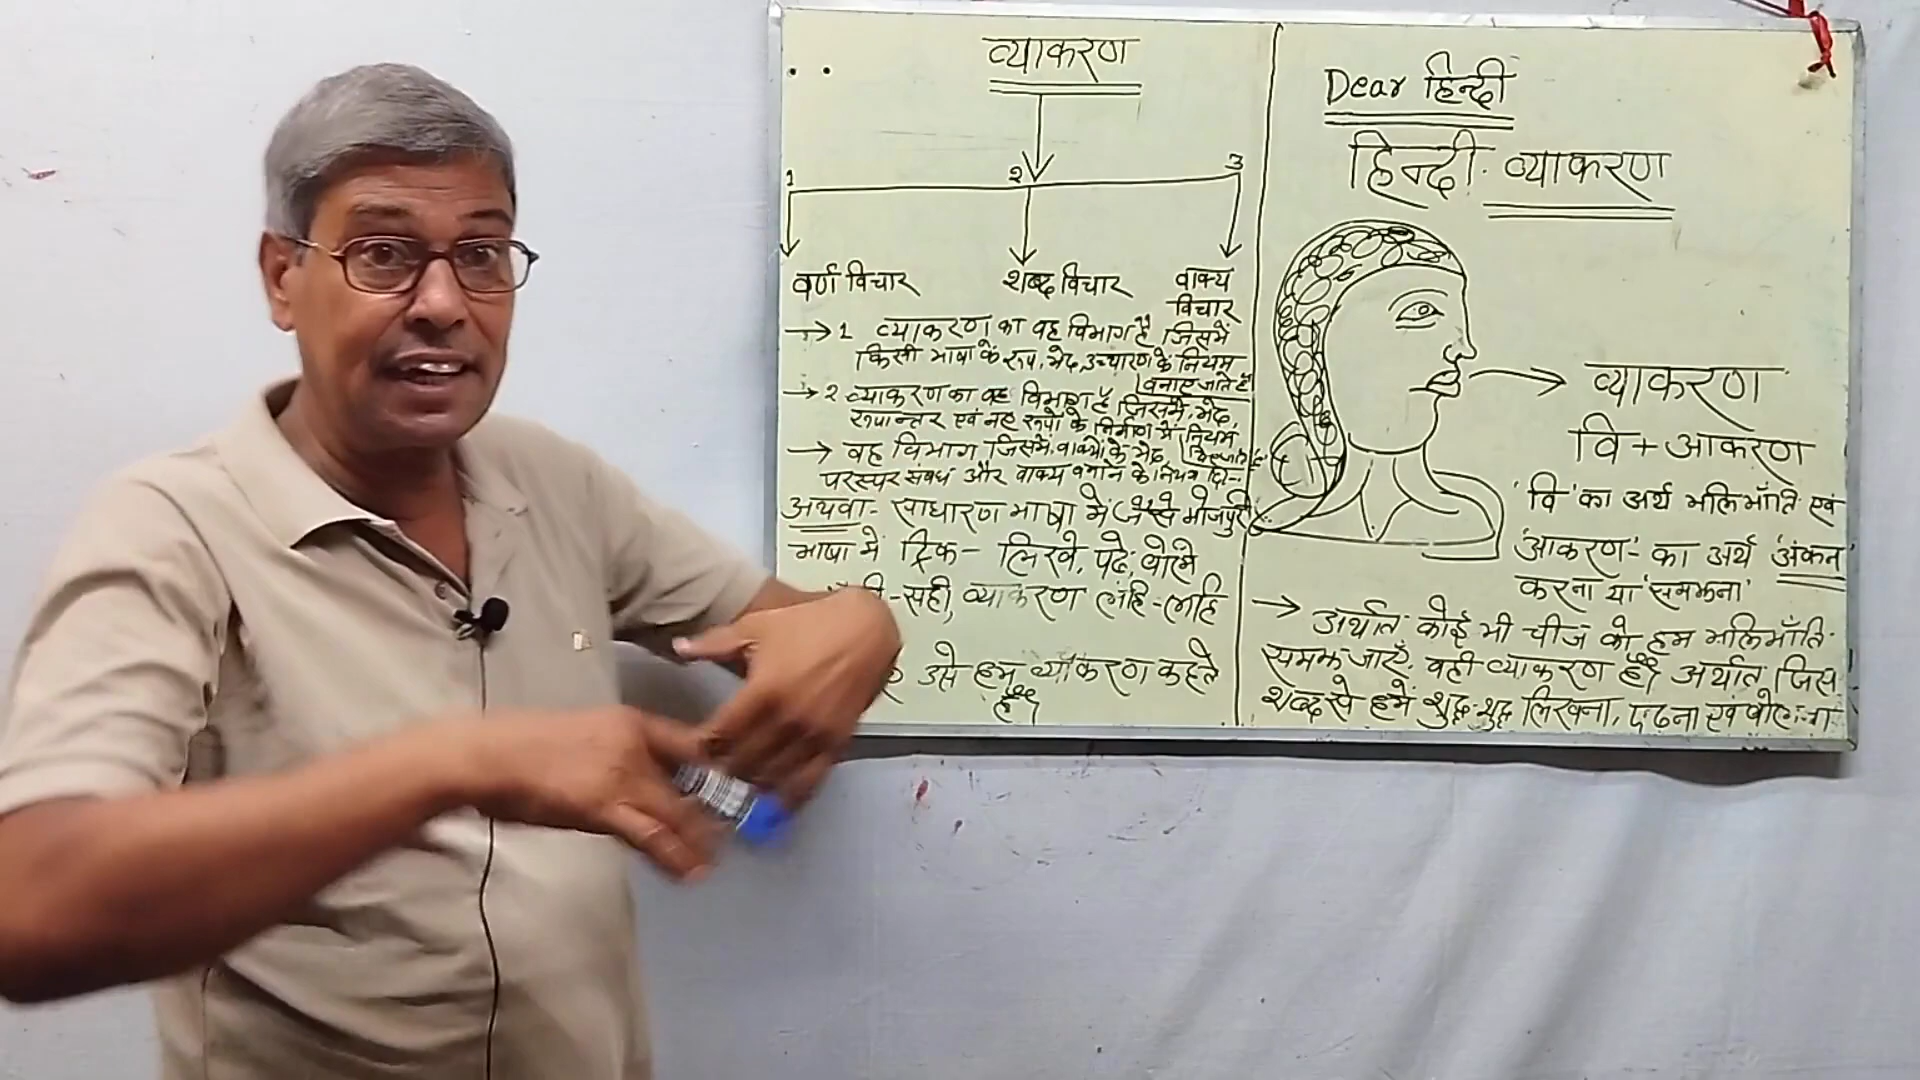 व्याकरण
1 २ 3
वर्ण विचार शब्द विचार वाक्य
विचार
→ 1 व्याकरण का वह विभाग है जिसमें
किसी भाषा के रूप, भेद, उच्चारण के नियम
बनाए जाते है
→ २ व्याकरण का वह विभाग है जिसमें, भेद,
रूपान्तर एवं नए रूपों के निर्माण में नियम
→ वह विभाग जिसमें वाक्यों के भेद
परस्पर संबंध और वाक्य बनाने के नियम
अथवा- साधारण भाषा में जैसे भोजपुरी
भाषा में ट्रिक- लिखे, पढे, बोले
-सही, व्याकरण
उसे हम व्याकरण कहते
हैं।
Dear हिन्दी
हिन्दी व्याकरण
→ व्याकरण
वि + आकरण
'वि' का अर्थ भलिभाँति एवं
'आकरण' का अर्थ 'अंकन'
करना या 'समझना'
→ अर्थात कोई भी चीज को हम भलिभाँति
समझ जाएँ, वही व्याकरण है। अर्थात जिस
शब्द से हमें शुद्ध-शुद्ध लिखना, पढना एवं बोलना